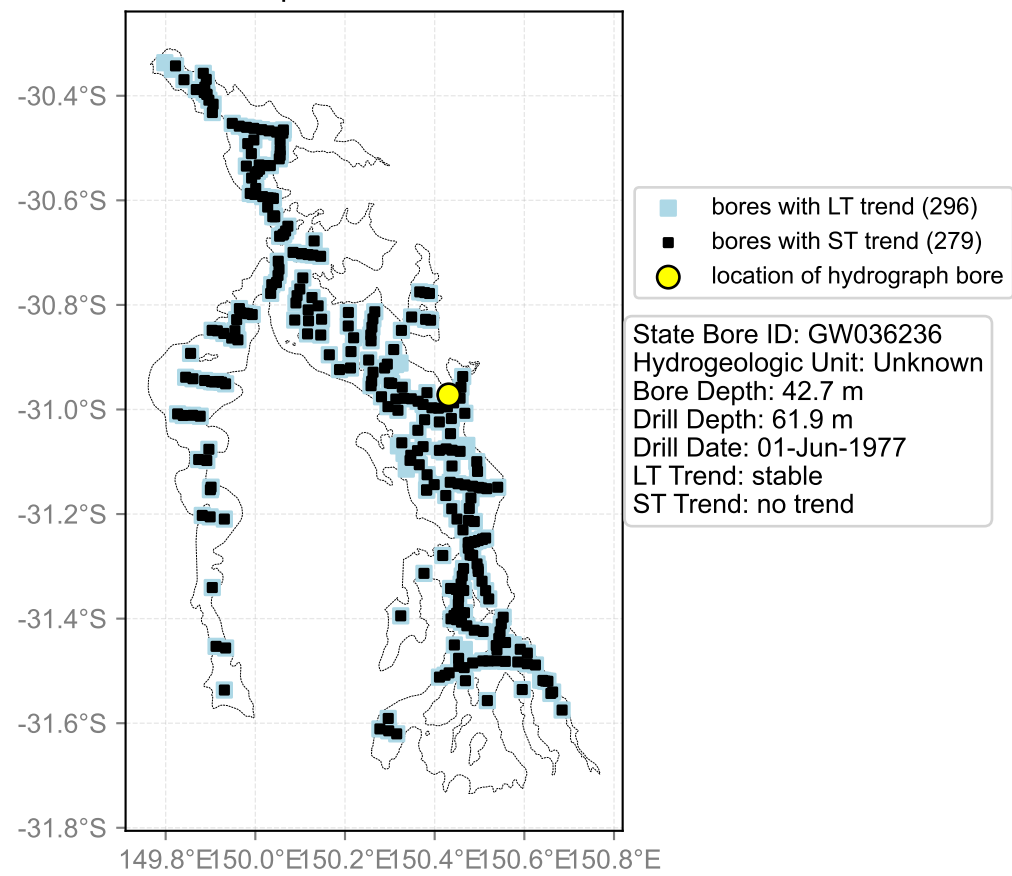 -30.4°S
-30.6°S
-30.8°S
-31.0°S
-31.2°S
-31.4°S
-31.6°S
-31.8°S
149.8°E150.0°E150.2°E150.4°E150.6°E150.8°E
bores with LT trend (296)
bores with ST trend (279)
location of hydrograph bore
State Bore ID: GW036236
Hydrogeologic Unit: Unknown
Bore Depth: 42.7 m
Drill Depth: 61.9 m
Drill Date: 01-Jun-1977
LT Trend: stable
ST Trend: no trend